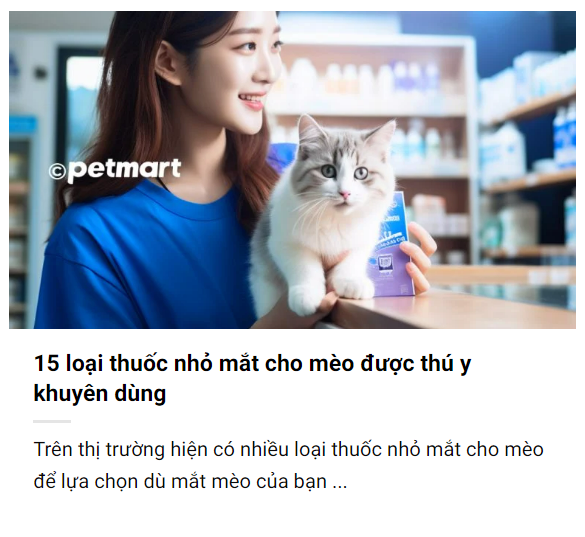 ©petmart
15 loại thuốc nhỏ mắt cho mèo được thú y
khuyên dùng
Trên thị trường hiện có nhiều loại thuốc nhỏ mắt cho mèo
để lựa chọn dù mắt mèo của bạn ...